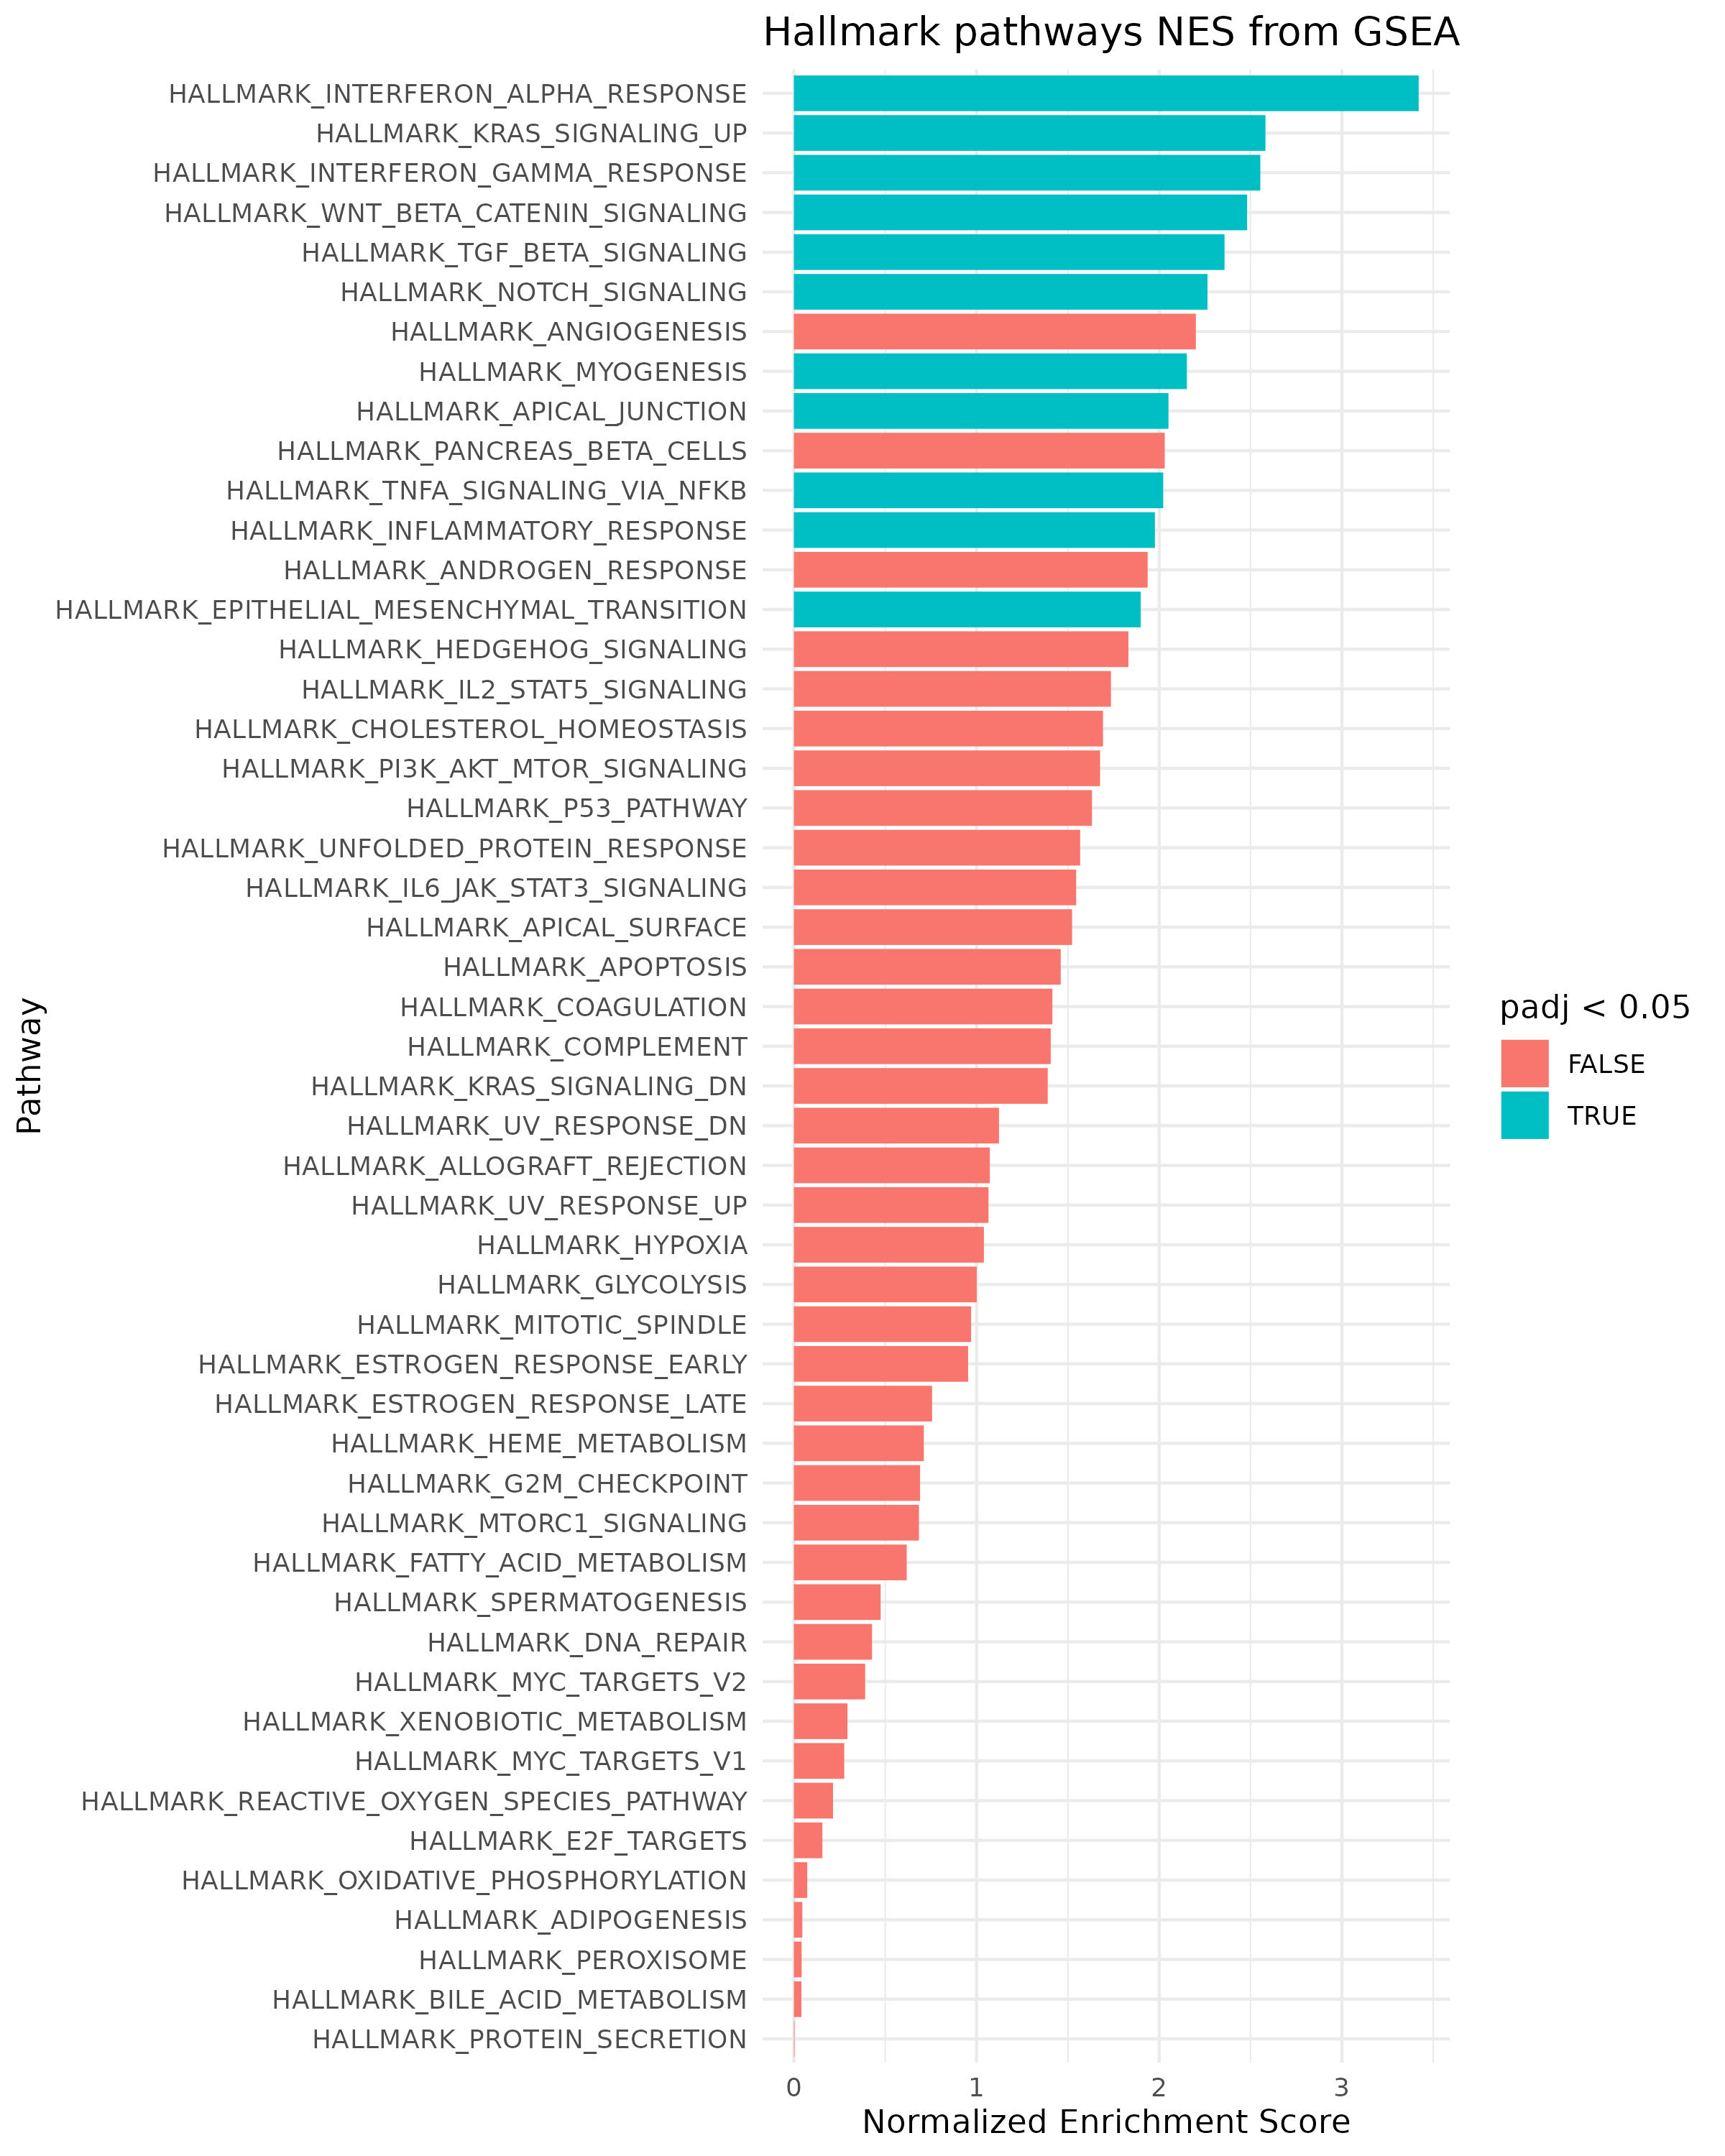 Hallmark pathways NES from GSEA
HALLMARK_INTERFERON_ALPHA_RESPONSE
HALLMARK_KRAS_SIGNALING_UP
HALLMARK_INTERFERON_GAMMA_RESPONSE
HALLMARK_WNT_BETA_CATENIN_SIGNALING
HALLMARK_TGF_BETA_SIGNALING
HALLMARK_NOTCH_SIGNALING
HALLMARK_ANGIOGENESIS
HALLMARK_MYOGENESIS
HALLMARK_APICAL_JUNCTION
HALLMARK_PANCREAS_BETA_CELLS
HALLMARK_TNFA_SIGNALING_VIA_NFKB
HALLMARK_INFLAMMATORY_RESPONSE
HALLMARK_ANDROGEN_RESPONSE
HALLMARK_EPITHELIAL_MESENCHYMAL_TRANSITION
HALLMARK_HEDGEHOG_SIGNALING
HALLMARK_IL2_STAT5_SIGNALING
HALLMARK_CHOLESTEROL_HOMEOSTASIS
HALLMARK_PI3K_AKT_MTOR_SIGNALING
HALLMARK_P53_PATHWAY
HALLMARK_UNFOLDED_PROTEIN_RESPONSE
HALLMARK_IL6_JAK_STAT3_SIGNALING
HALLMARK_APICAL_SURFACE
HALLMARK_APOPTOSIS
HALLMARK_COAGULATION
HALLMARK_COMPLEMENT
HALLMARK_KRAS_SIGNALING_DN
HALLMARK_UV_RESPONSE_DN
HALLMARK_ALLOGRAFT_REJECTION
HALLMARK_UV_RESPONSE_UP
HALLMARK_HYPOXIA
HALLMARK_GLYCOLYSIS
HALLMARK_MITOTIC_SPINDLE
HALLMARK_ESTROGEN_RESPONSE_EARLY
HALLMARK_ESTROGEN_RESPONSE_LATE
HALLMARK_HEME_METABOLISM
HALLMARK_G2M_CHECKPOINT
HALLMARK_MTORC1_SIGNALING
HALLMARK_FATTY_ACID_METABOLISM
HALLMARK_SPERMATOGENESIS
HALLMARK_DNA_REPAIR
HALLMARK_MYC_TARGETS_V2
HALLMARK_XENOBIOTIC_METABOLISM
HALLMARK_MYC_TARGETS_V1
HALLMARK_REACTIVE_OXYGEN_SPECIES_PATHWAY
HALLMARK_E2F_TARGETS
HALLMARK_OXIDATIVE_PHOSPHORYLATION
HALLMARK_ADIPOGENESIS
HALLMARK_PEROXISOME
HALLMARK_BILE_ACID_METABOLISM
HALLMARK_PROTEIN_SECRETION
0 1 2 3
Normalized Enrichment Score
Pathway
padj < 0.05
FALSE
TRUE